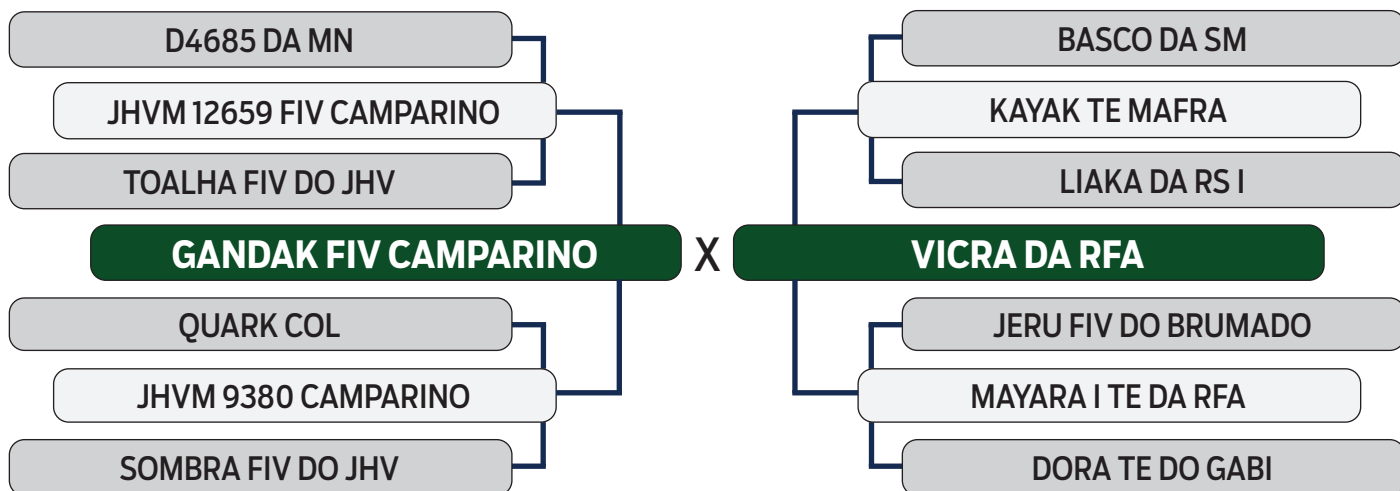 D4685 DA MN
BASCO DA SM
JHVM 12659 FIV CAMPARINO
KAYAK TE MAFRA
TOALHA FIV DO JHV
LIAKA DA RS I
GANDAK FIV CAMPARINO X VICRA DA RFA
QUARK COL
JERU FIV DO BRUMADO
JHVM 9380 CAMPARINO
MAYARA I TE DA RFA
SOMBRA FIV DO JHV
DORA TE DO GABI